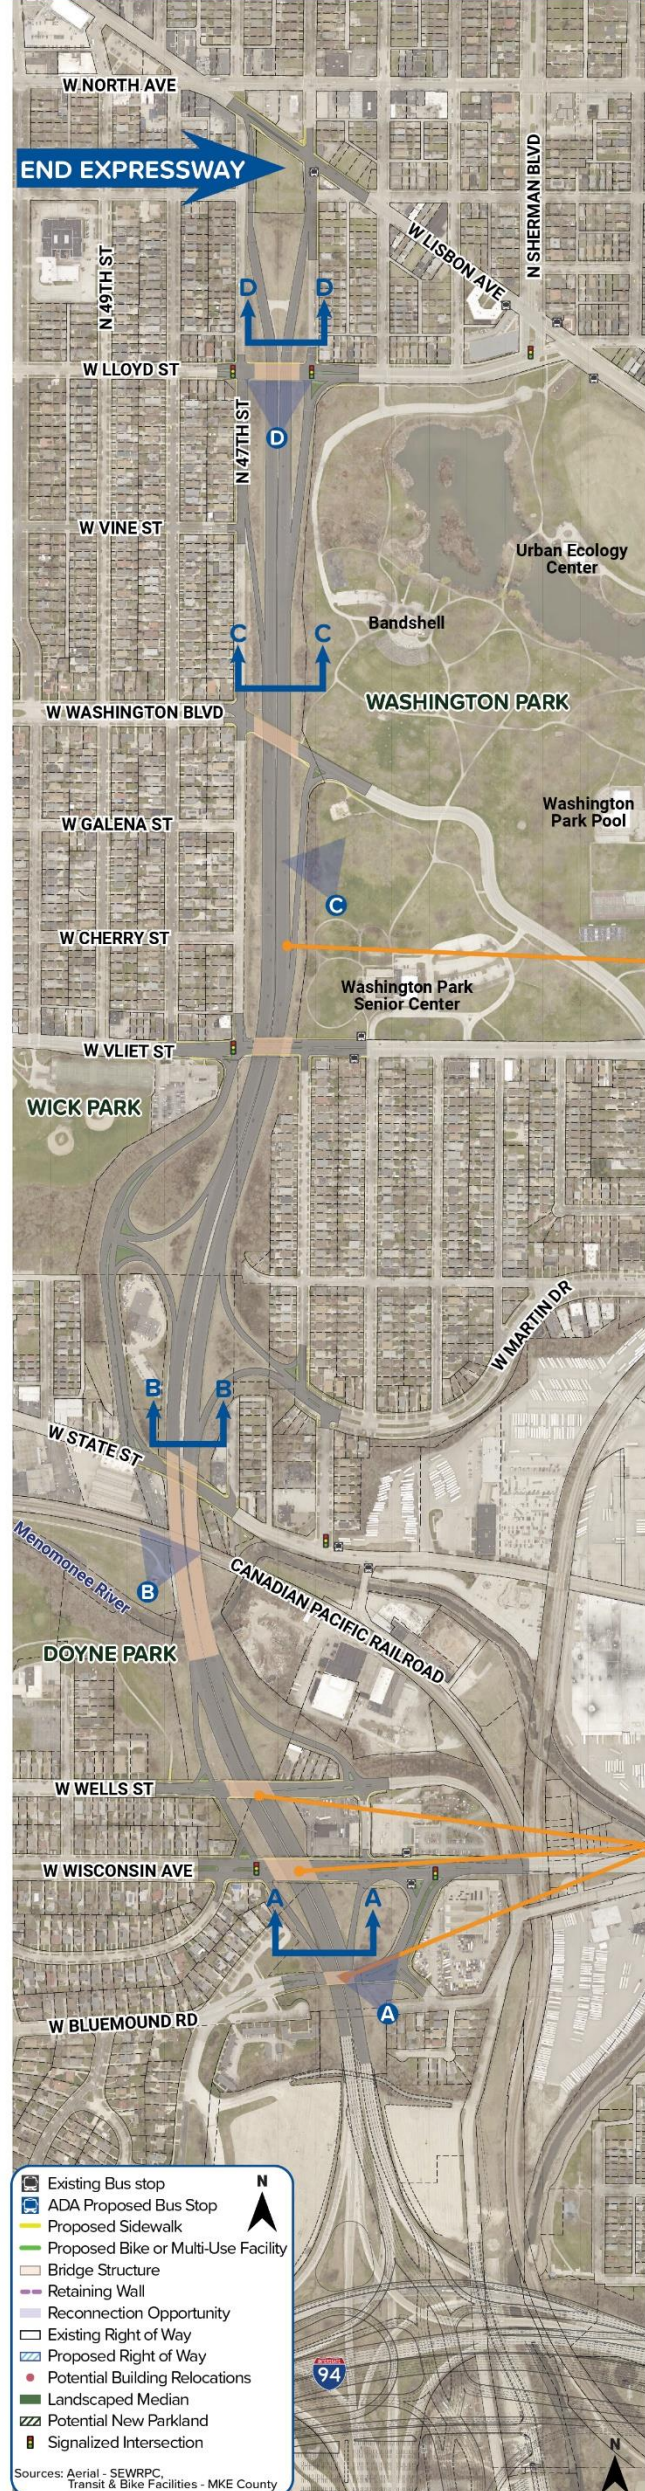 W NORTH AVE
END EXPRESSWAY
N SHERMAN BLVD
W LISBON AVE
N 49TH ST
D
D
W LLOYD ST
N 47TH ST
D
W VINE ST
Urban Ecology
Center
Bandshell
C
C
WASHINGTON PARK
W WASHINGTON BLVD
Washington
Park Pool
W GALENA ST
C
W CHERRY ST
Washington Park
Senior Center
W VLIET ST
WICK PARK
W MARTIN DR
B
B
W STATE ST
Menomonee River
B
CANADIAN PACIFIC RAILROAD
DOYNE PARK
W WELLS ST
W WISCONSIN AVE
A
A
A
W BLUEMOUND RD
N
Existing Bus stop
ADA Proposed Bus Stop
Proposed Sidewalk
Proposed Bike or Multi-Use Facility
Bridge Structure
Retaining Wall
Reconnection Opportunity
Existing Right of Way
Proposed Right of Way
Potential Building Relocations
Landscaped Median
Potential New Parkland
Signalized Intersection
Sources: Aerial - SEWRPC,
Transit & Bike Facilities - MKE County
94
N